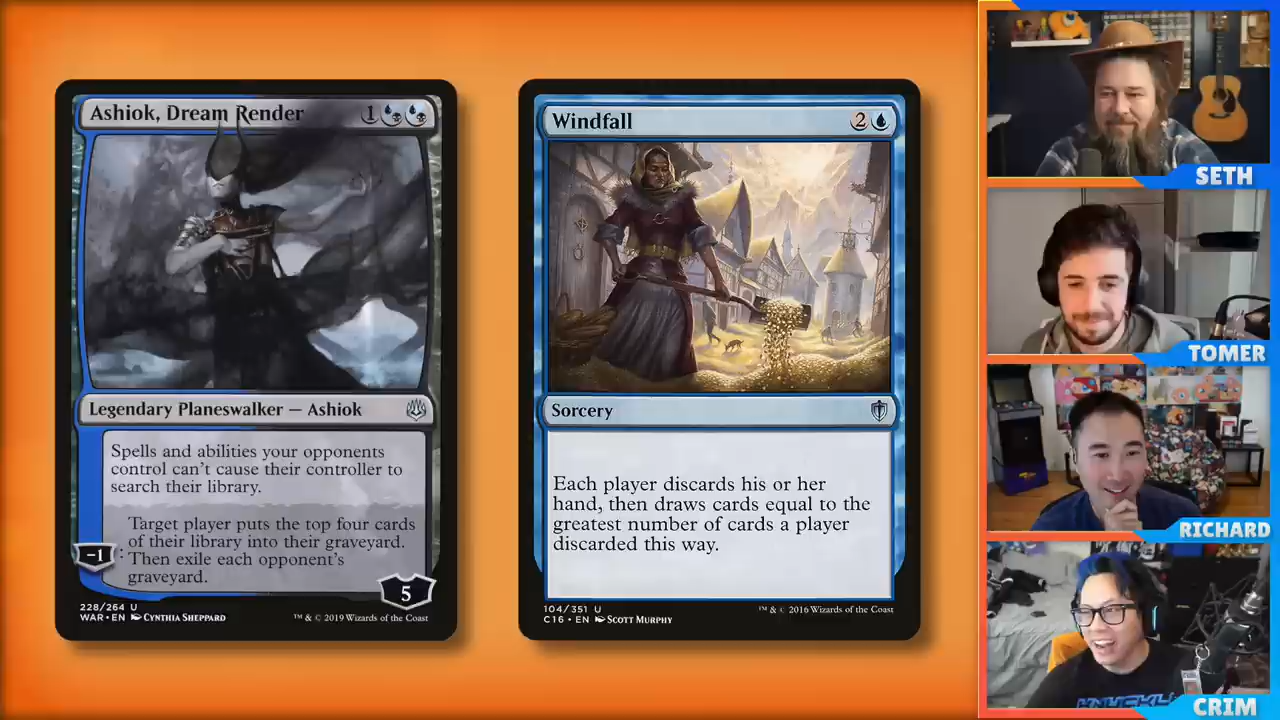 Ashiok, Dream Render
1
Legendary Planeswalker — Ashiok
Spells and abilities your opponents
control can't cause their controller to
search their library.
−1 : Target player puts the top four cards
of their library into their graveyard.
Then exile each opponent's
graveyard.
5
228/264 U
WAR • EN Cynthia Sheppard
™ & © 2019 Wizards of the Coast
Windfall
2
Sorcery
Each player discards his or her
hand, then draws cards equal to the
greatest number of cards a player
discarded this way.
104/351 U
C16 • EN Scott Murphy
™ & © 2016 Wizards of the Coast
SETH
TOMER
RICHARD
CRIM